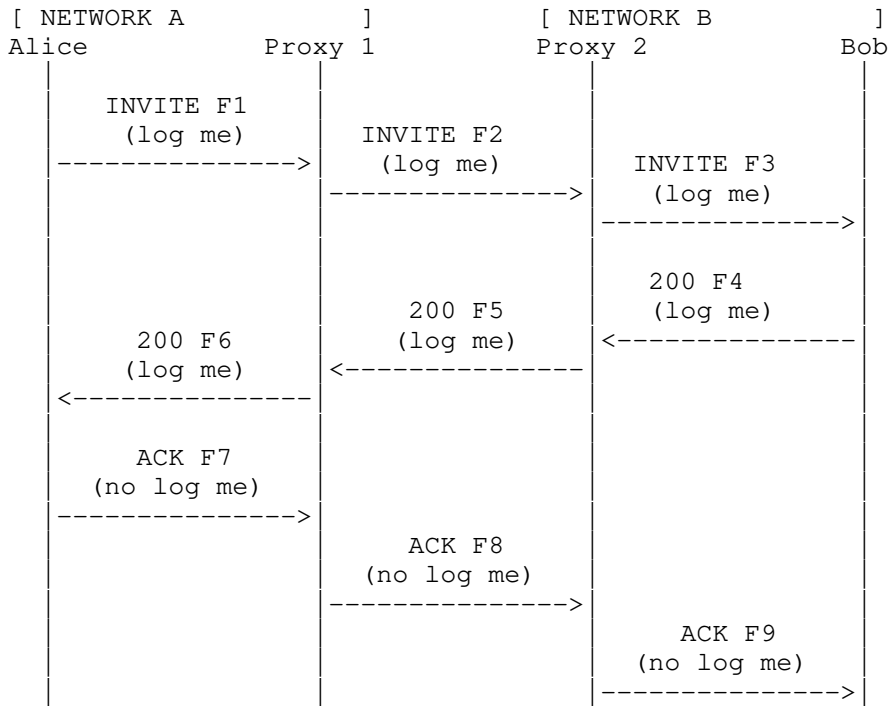 [ NETWORK A ] [ NETWORK B ]
Alice Proxy 1 Proxy 2 Bob
INVITE F1
(log me) INVITE F2
(log me) INVITE F3
(log me)
200 F4
200 F5 (log me)
200 F6 (log me)
(log me)
ACK F7
(no log me)
ACK F8
(no log me)
ACK F9
(no log me)